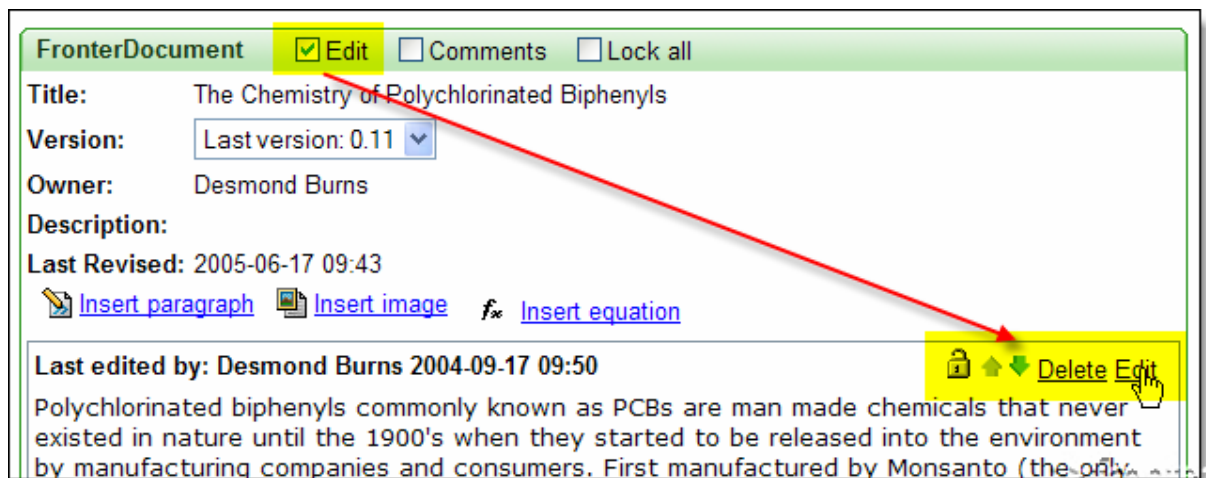 FronterDocument Edit Comments Lock all
Title: The Chemistry of Polychlorinated Biphenyls
Version: Last version: 0.11
Owner: Desmond Burns
Description:
Last Revised: 2005-06-17 09:43
Insert paragraph Insert image fx Insert equation
Last edited by: Desmond Burns 2004-09-17 09:50 Delete Edit
Polychlorinated biphenyls commonly known as PCBs are man made chemicals that never
existed in nature until the 1900's when they started to be released into the environment
by manufacturing companies and consumers. First manufactured by Monsanto (the only